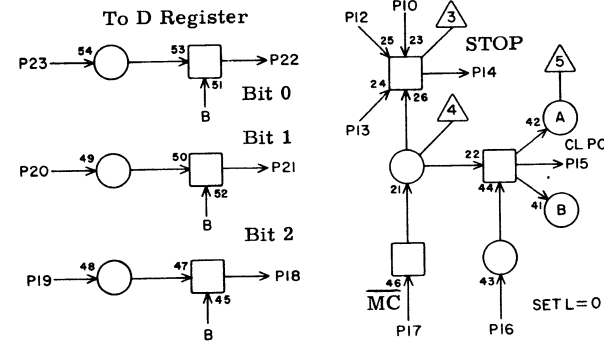 To D Register
P23 54 53 P22
51
Bit 0
B
Bit 1
P20 49 50 P21
52
B
Bit 2
P19 48 47 P18
45
B
P10
P12 3
25 23 STOP
24 P14
26
P13
4
5
A
42
CL PC
22 P15
21 44
41 B
46 43
MC
SET L=0
P17 P16